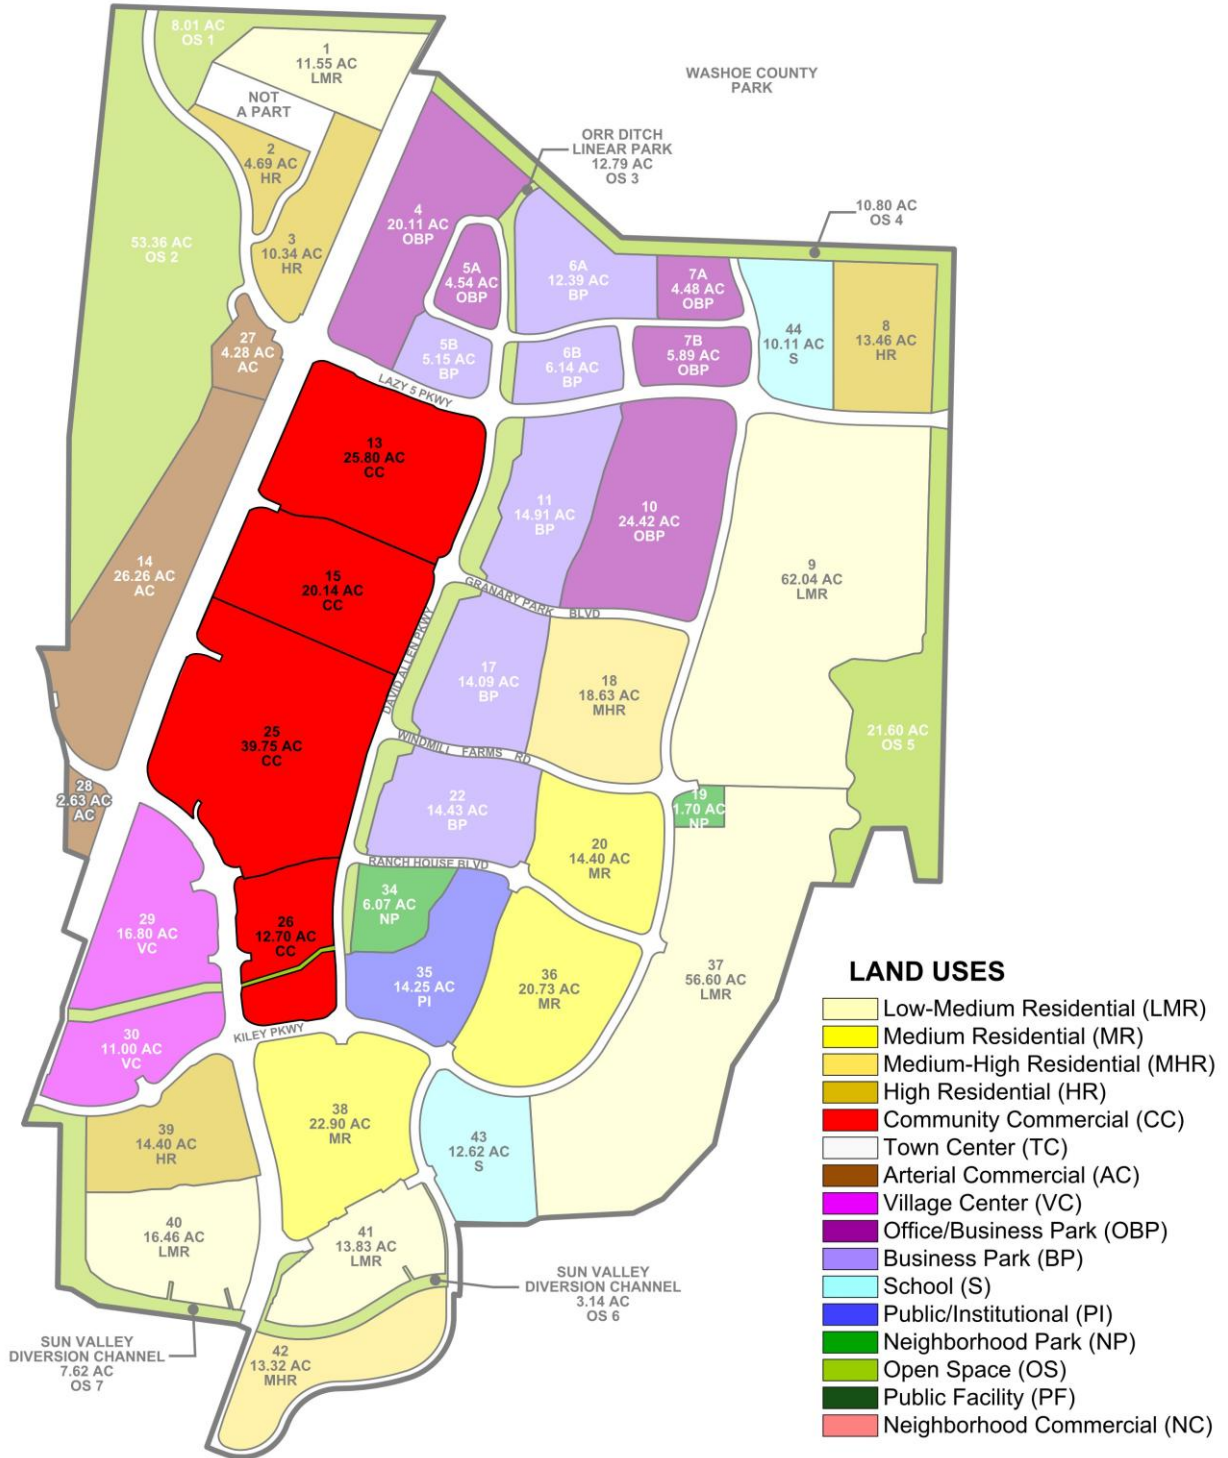 8.01 AC
OS 1
1
11.55 AC
LMR
NOT
A PART
WASHOE COUNTY
PARK
2
4.69 AC
HR
ORR DITCH
LINEAR PARK
12.79 AC
OS 3
10.80 AC
OS 4
53.36 AC
OS 2
3
10.34 AC
HR
4
20.11 AC
OBP
5A
4.54 AC
OBP
6A
12.39 AC
BP
7A
4.48 AC
OBP
44
10.11 AC
S
8
13.46 AC
HR
27
4.28 AC
AC
5B
5.15 AC
BP
6B
6.14 AC
BP
7B
5.89 AC
OBP
LAZY 5 PKWY
13
25.80 AC
CC
11
14.91 AC
BP
10
24.42 AC
OBP
14
26.26 AC
AC
15
20.14 AC
CC
9
62.04 AC
LMR
GRANARY PARK BLVD
DAVID ALLEN PKWY
17
14.09 AC
BP
18
18.63 AC
MHR
25
39.75 AC
CC
21.60 AC
OS 5
WINDMILL FARMS RD
28
2.63 AC
AC
22
14.43 AC
BP
19
1.70 AC
NP
20
14.40 AC
MR
RANCH HOUSE BLVD
34
6.07 AC
NP
29
16.80 AC
VC
26
12.70 AC
CC
35
14.25 AC
PI
36
20.73 AC
MR
37
56.60 AC
LMR
30
11.00 AC
VC
KILEY PKWY
39
14.40 AC
HR
38
22.90 AC
MR
43
12.62 AC
S
40
16.46 AC
LMR
41
13.83 AC
LMR
SUN VALLEY
DIVERSION CHANNEL
3.14 AC
OS 6
SUN VALLEY
DIVERSION CHANNEL
7.62 AC
OS 7
42
13.32 AC
MHR
LAND USES
Low-Medium Residential (LMR)
Medium Residential (MR)
Medium-High Residential (MHR)
High Residential (HR)
Community Commercial (CC)
Town Center (TC)
Arterial Commercial (AC)
Village Center (VC)
Office/Business Park (OBP)
Business Park (BP)
School (S)
Public/Institutional (PI)
Neighborhood Park (NP)
Open Space (OS)
Public Facility (PF)
Neighborhood Commercial (NC)